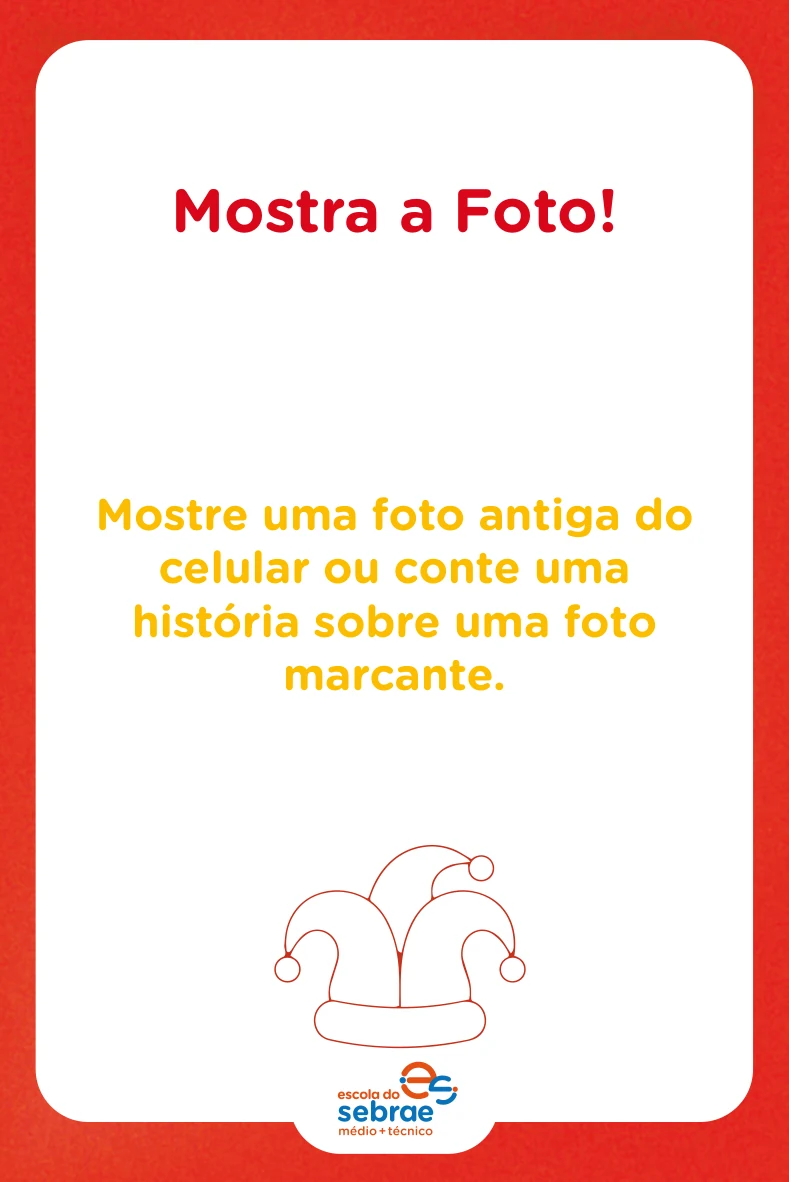 Mostra a Foto!
Mostre uma foto antiga do
celular ou conte uma
história sobre uma foto
marcante.
es
escola do
sebrae
médio + técnico